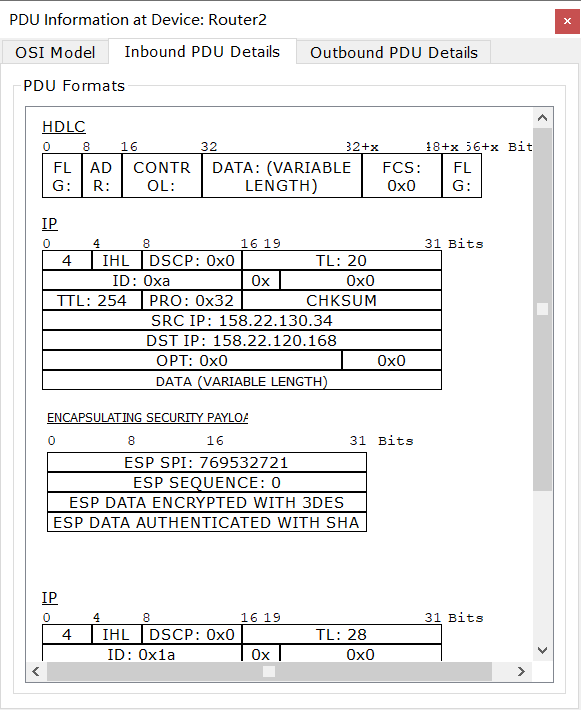 PDU Information at Device: Router2
OSI Model Inbound PDU Details Outbound PDU Details
PDU Formats
HDLC
0 8 16 32 32+x 48+x 56+x Bit
FL
G:
AD
R:
CONTR
OL:
DATA: (VARIABLE
LENGTH)
FCS:
0x0
FL
G:
IP
0 4 8 16 19 31 Bits
4 IHL DSCP: 0x0 TL: 20
ID: 0xa 0x 0x0
TTL: 254 PRO: 0x32 CHKSUM
SRC IP: 158.22.130.34
DST IP: 158.22.120.168
OPT: 0x0 0x0
DATA (VARIABLE LENGTH)
ENCAPSULATING SECURITY PAYLOA
0 8 16 31 Bits
ESP SPI: 769532721
ESP SEQUENCE: 0
ESP DATA ENCRYPTED WITH 3DES
ESP DATA AUTHENTICATED WITH SHA
IP
0 4 8 16 19 31 Bits
4 IHL DSCP: 0x0 TL: 28
ID: 0x1a 0x 0x0